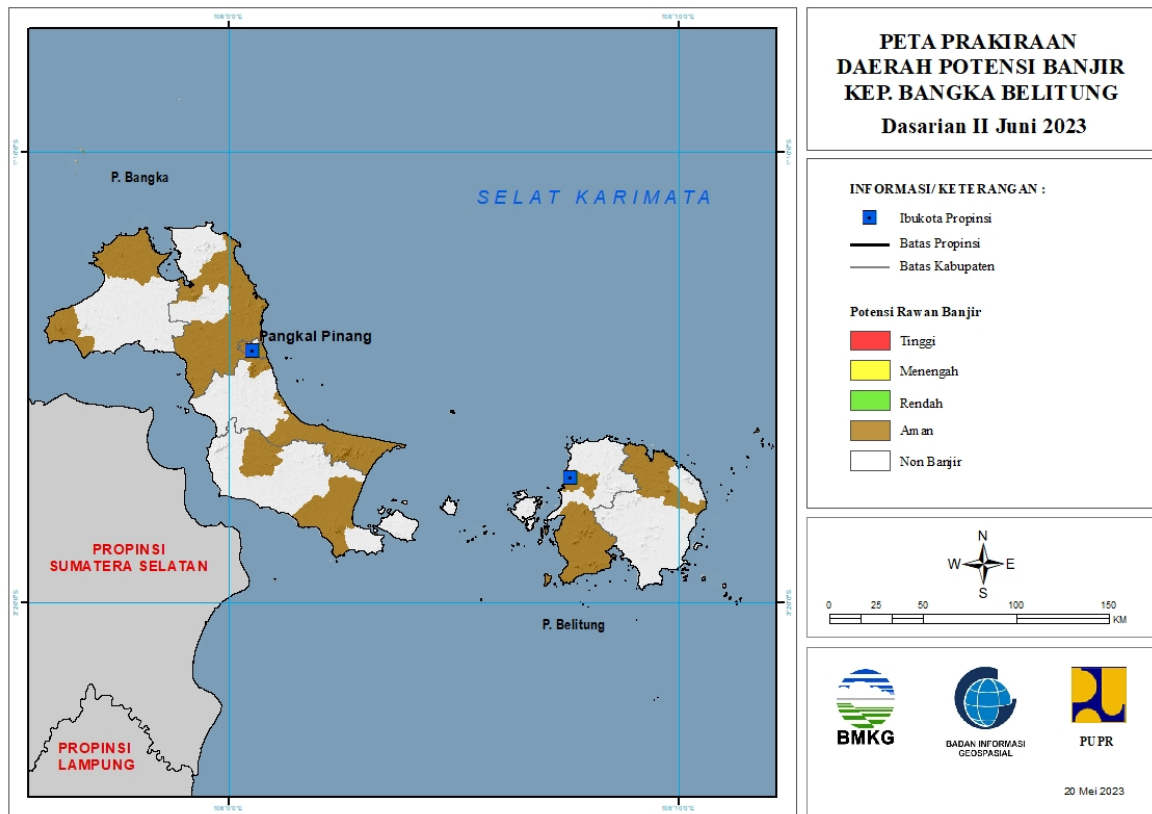 PETA PRAKIRAAN
DAERAH POTENSI BANJIR
KEP. BANGKA BELITUNG
Dasarian II Juni 2023
INFORMASI/ KETERANGAN :
Ibukota Propinsi
Batas Propinsi
Batas Kabupaten
Potensi Rawan Banjir
Tinggi
Menengah
Rendah
Aman
Non Banjir
N
W
E
S
0 25 50 100 150
KM
BMKG
BADAN INFORMASI
GEOSPASIAL
PUPR
20 Mei 2023
P. Bangka
SELAT KARIMATA
Pangkal Pinang
PROPINSI
SUMATERA SELATAN
P. Belitung
PROPINSI
LAMPUNG